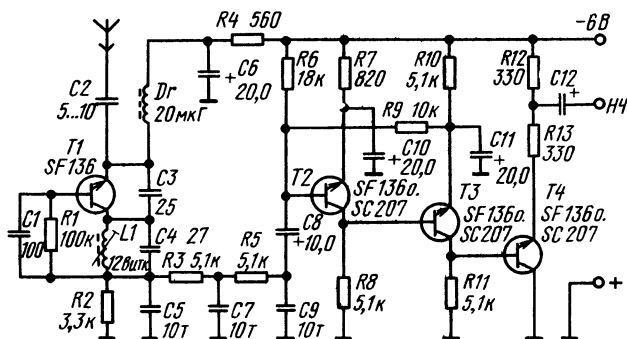 R4 560
-6В
C2
5...10
Dr
20мкГ
C6
+ 20,0
R6
18к
R7
820
R10
5,1к
R12
330
C12
+
НЧ
R9 10к
C10
+20,0
C11
+20,0
R13
330
T1
SF136
C3
25
T2
SF136о.
SC207
T3
SF136о.
SC207
T4
SF136о.
SC207
C1
100
R1
100к
L1
12витк
C4 27
R3 5,1к
R5
5,1к
C8
+10,0
R2
3,3к
C5
10т
C7
10т
C9
10т
R8
5,1к
R11
5,1к
+